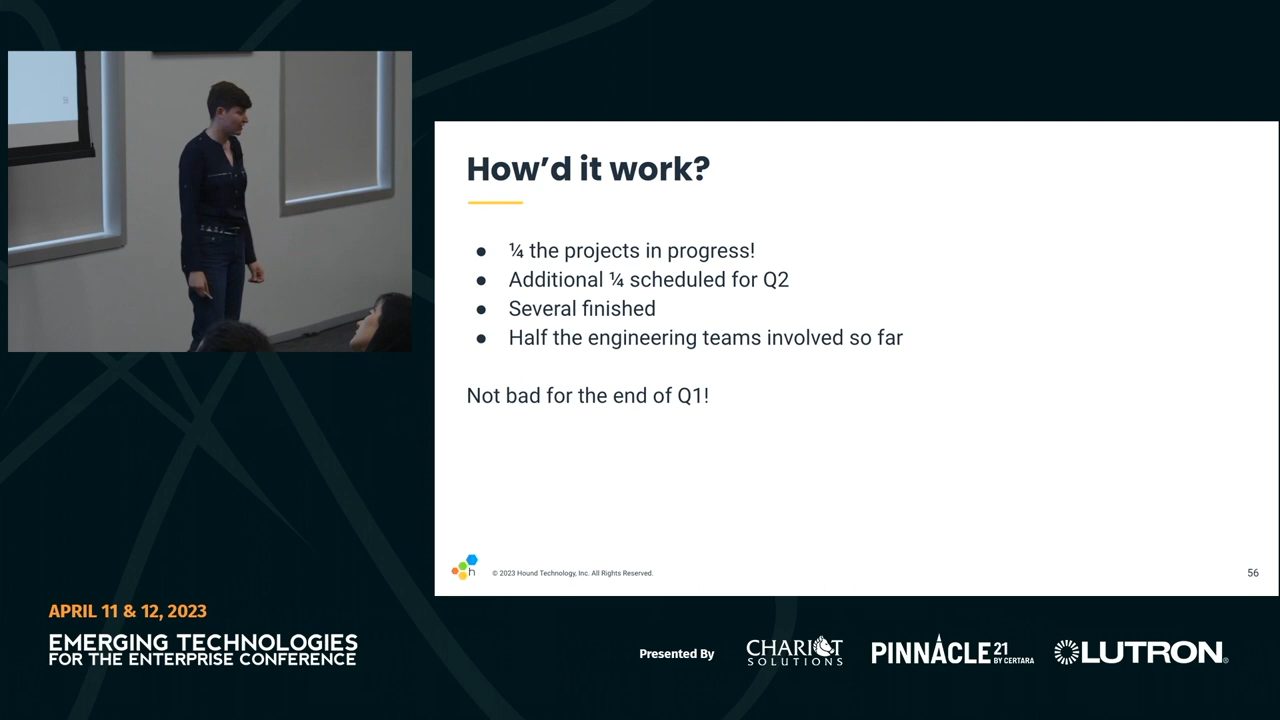 How’d it work?
● ¼ the projects in progress!
● Additional ¼ scheduled for Q2
● Several finished
● Half the engineering teams involved so far
Not bad for the end of Q1!
h
© 2023 Hound Technology, Inc. All Rights Reserved.
56
APRIL 11 & 12, 2023
EMERGING TECHNOLOGIES
FOR THE ENTERPRISE CONFERENCE
Presented By
CHARIOT
SOLUTIONS
PINNACLE 21
BY CERTARA
LUTRON®